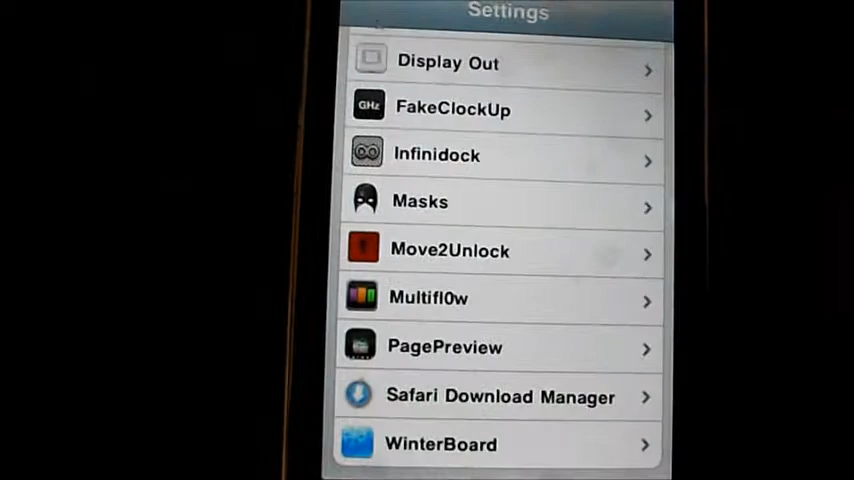 Settings
Display Out
GHz
FakeClockUp
Infinidock
Masks
Move2Unlock
Multifl0w
PagePreview
Safari Download Manager
WinterBoard